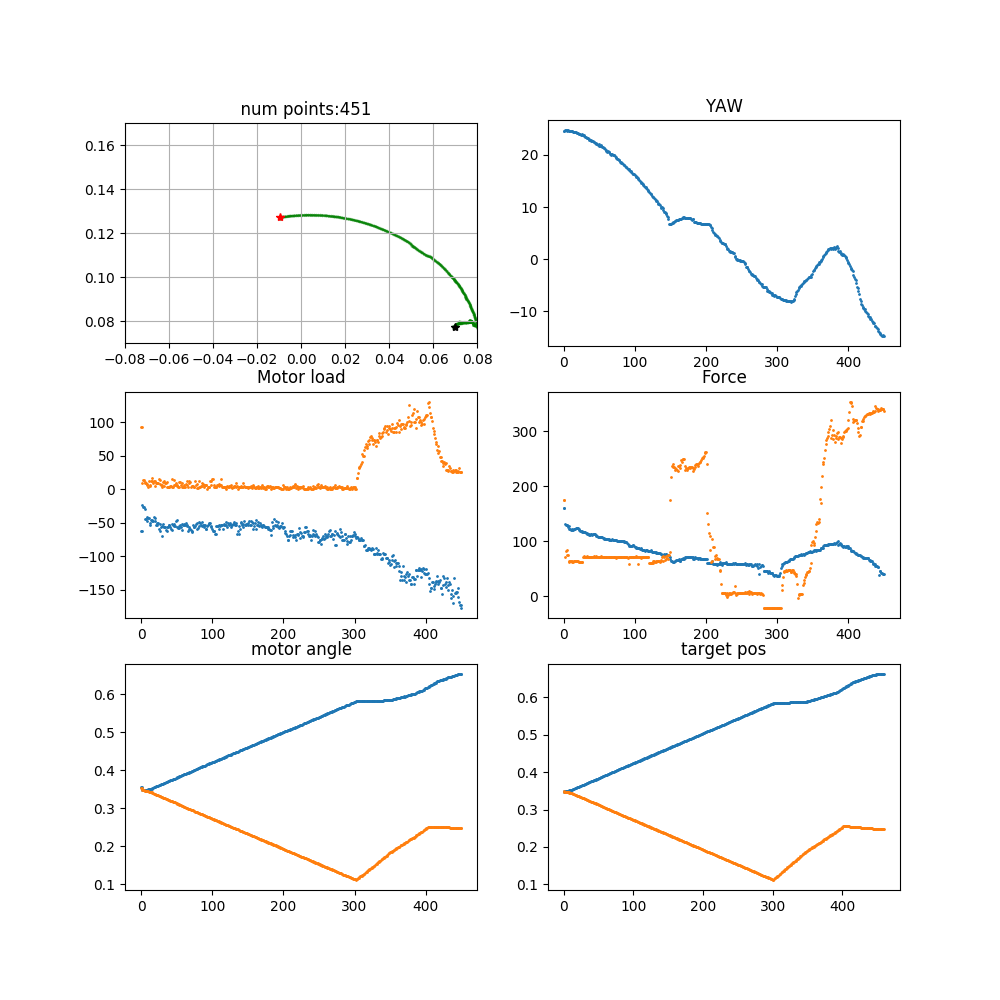 num points:451
YAW
0.16
0.14
0.12
0.10
0.08
−0.08 −0.06 −0.04 −0.02 0.00 0.02 0.04 0.06 0.08
20
10
0
−10
0 100 200 300 400
Motor load
Force
100
50
0
−50
−100
−150
0 100 200 300 400
300
200
100
0
0 100 200 300 400
motor angle
target pos
0.6
0.5
0.4
0.3
0.2
0.1
0 100 200 300 400
0.6
0.5
0.4
0.3
0.2
0.1
0 100 200 300 400